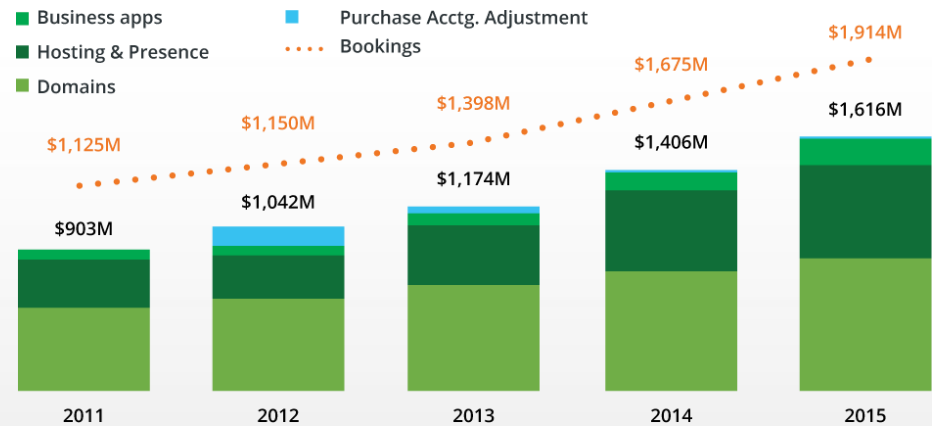 Business apps
Hosting & Presence
Domains
Purchase Acctg. Adjustment
Bookings
$1,125M
$1,150M
$1,398M
$1,675M
$1,914M
$903M
$1,042M
$1,174M
$1,406M
$1,616M
2011
2012
2013
2014
2015